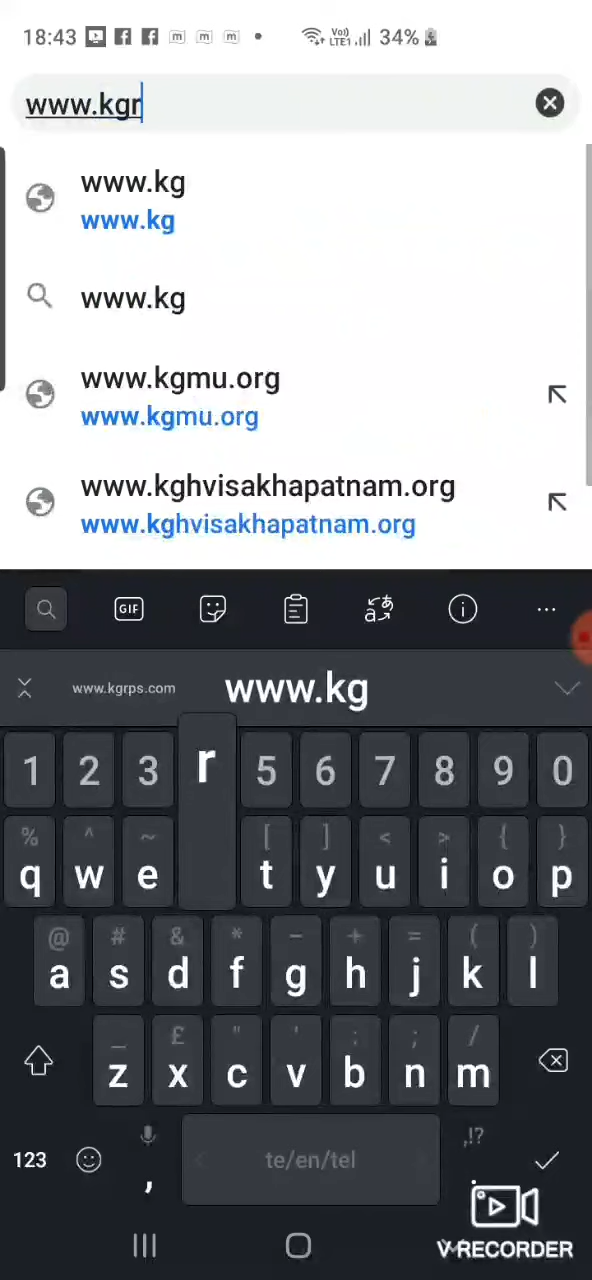 18:43 Vo)) LTE1 34%
www.kgr
www.kg
www.kg
www.kg
www.kgmu.org
www.kgmu.org
www.kghvisakhapatnam.org
www.kghvisakhapatnam.org
GIF
www.kgrps.com www.kg
1 2 3 r 5 6 7 8 9 0
% ^ ~ [ ] < > { }
q w e t y u i o p
@ # & * - + = ( )
a s d f g h j k l
_ £ " ' : ; /
z x c v b n m
,!?
123 , te/en/tel .
V-RECORDER